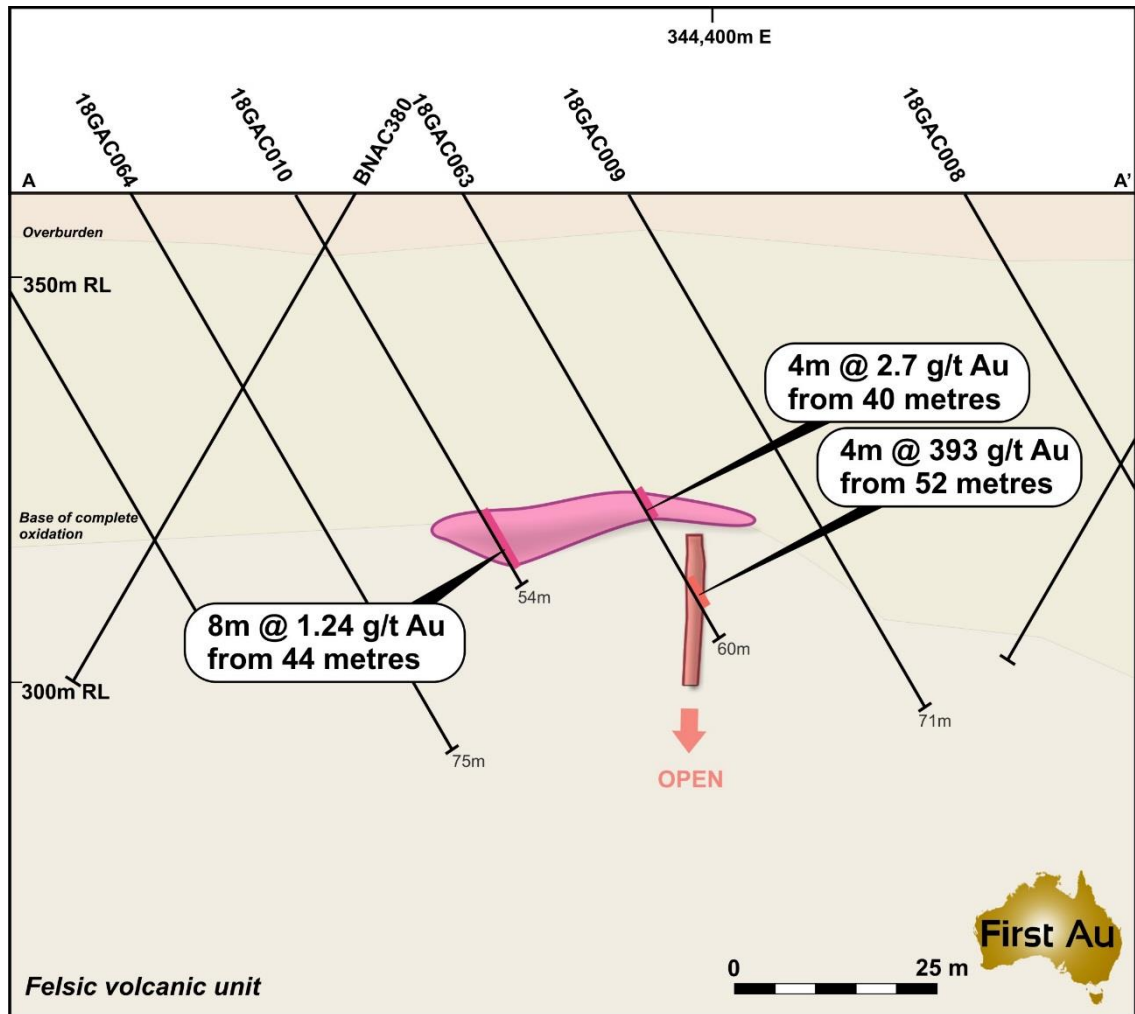 344,400m E
18GAC064
18GAC010
BNAC380
18GAC063
18GAC009
18GAC008
A
A'
Overburden
350m RL
4m @ 2.7 g/t Au
from 40 metres
4m @ 393 g/t Au
from 52 metres
Base of complete
oxidation
54m
8m @ 1.24 g/t Au
from 44 metres
60m
300m RL
71m
75m
OPEN
First Au
0
25 m
Felsic volcanic unit